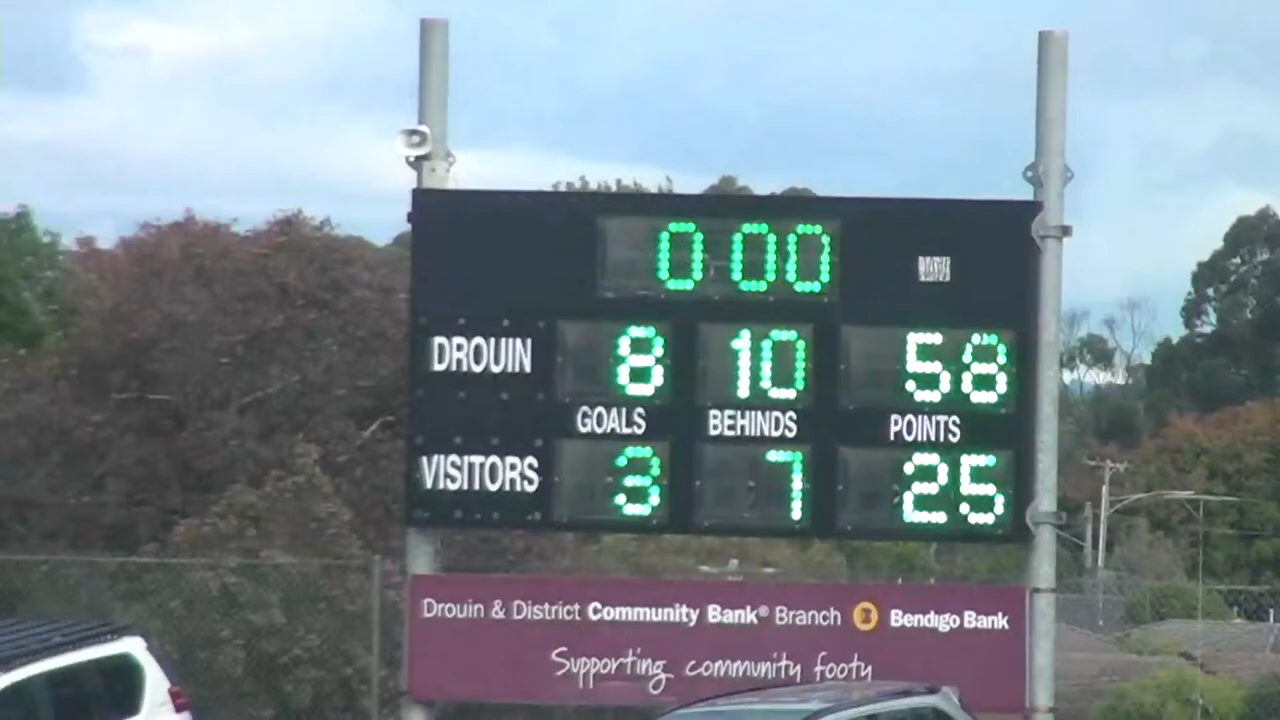 0 00
DROUIN 8 10 58
GOALS BEHINDS POINTS
VISITORS 3 7 25
Drouin & District Community Bank® Branch Bendigo Bank
Supporting community footy